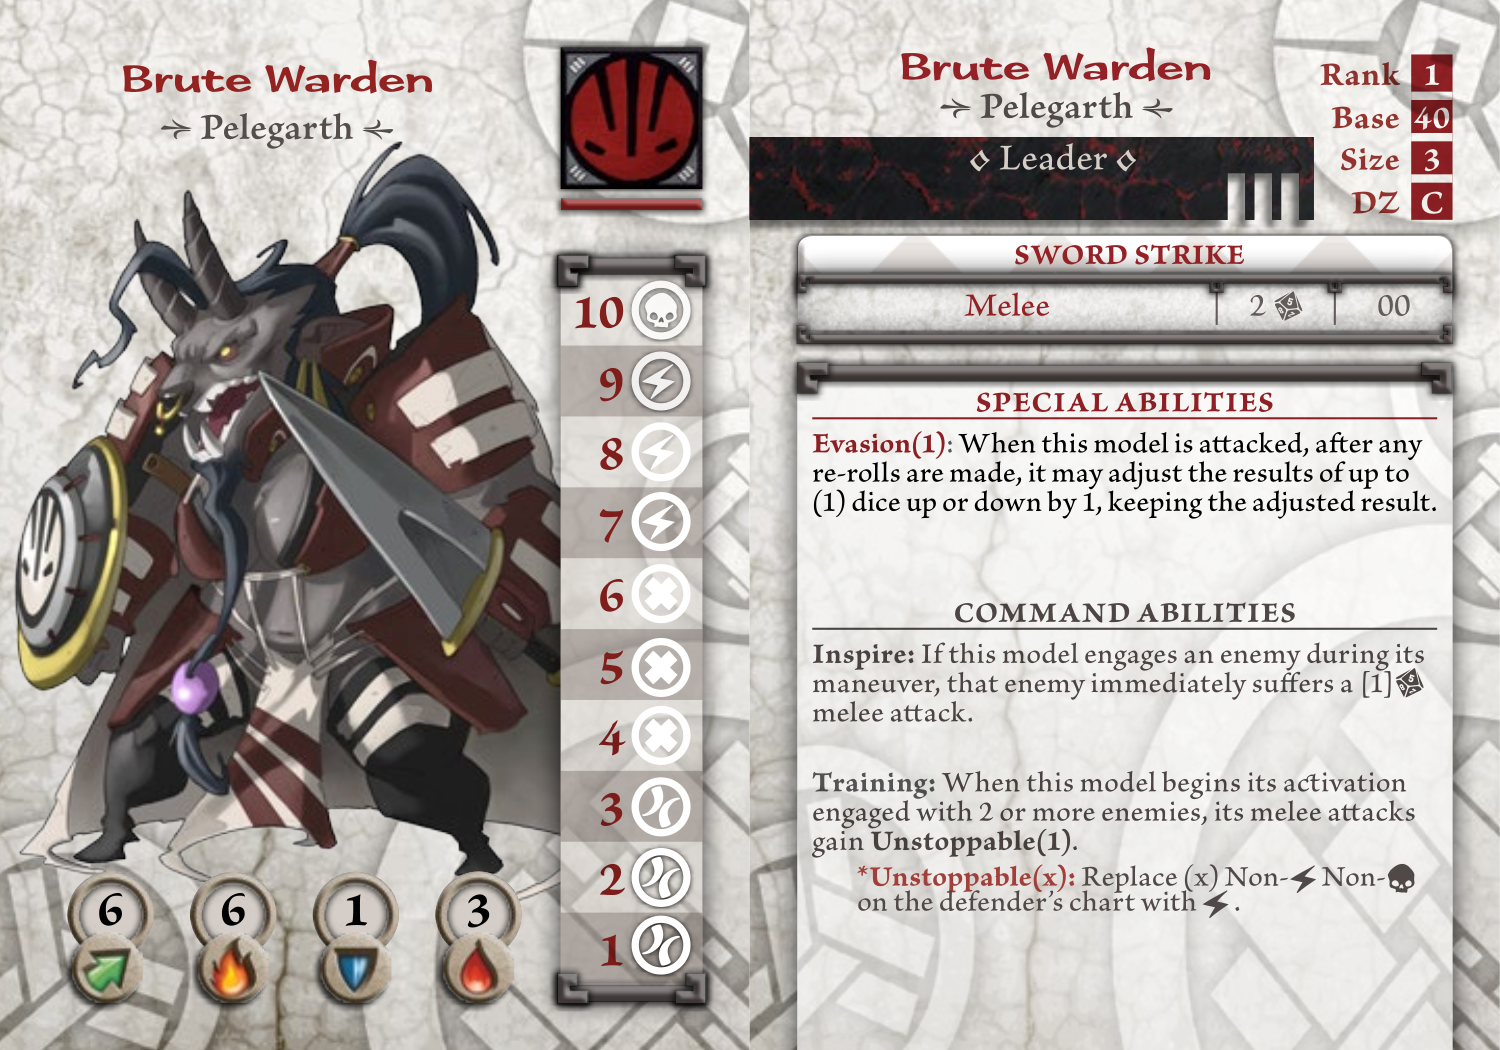 Brute Warden
Pelegarth
10
9
8
7
6
5
4
3
2
1
6 6 1 3
Brute Warden
Pelegarth
Leader
Rank 1
Base 40
Size 3
DZ C
SWORD STRIKE
Melee 2 00
SPECIAL ABILITIES
Evasion(1): When this model is attacked, after any
re-rolls are made, it may adjust the results of up to
(1) dice up or down by 1, keeping the adjusted result.
COMMAND ABILITIES
Inspire: If this model engages an enemy during its
maneuver, that enemy immediately suffers a [1]
melee attack.
Training: When this model begins its activation
engaged with 2 or more enemies, its melee attacks
gain Unstoppable(1).
*Unstoppable(x): Replace (x) Non- Non-
on the defender's chart with .